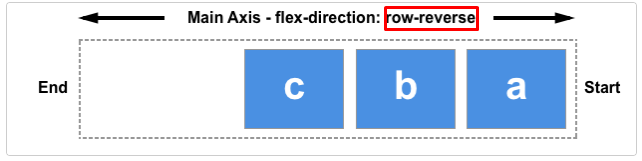 Main Axis - flex-direction: row-reverse
End c b a Start